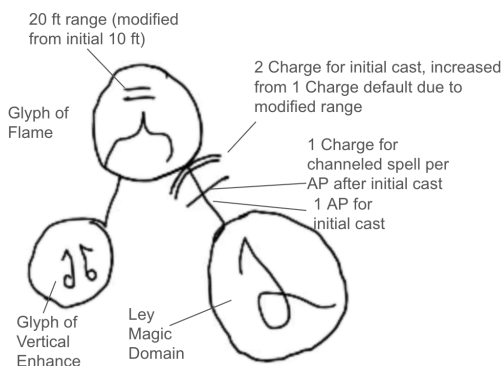 20 ft range (modified
from initial 10 ft)
2 Charge for initial cast, increased
from 1 Charge default due to
modified range
Glyph of
Flame
1 Charge for
channeled spell per
AP after initial cast
1 AP for
initial cast
Glyph of
Vertical
Enhance
Ley
Magic
Domain